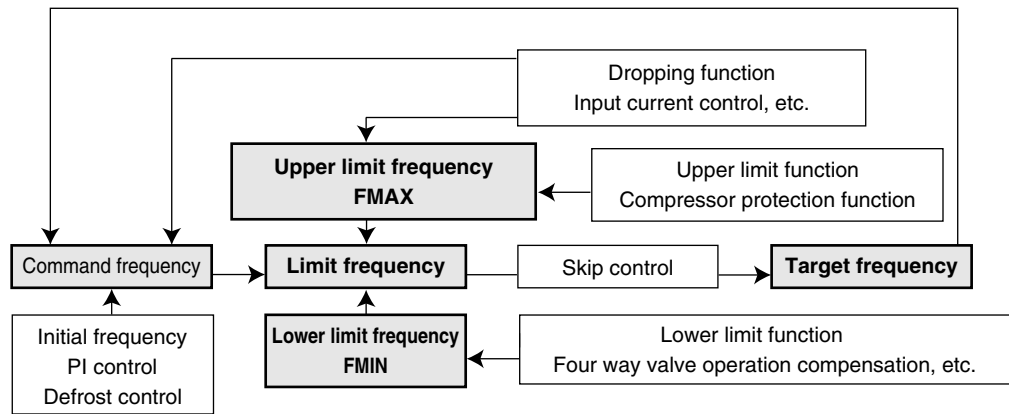 Dropping function
Input current control, etc.
Upper limit frequency
FMAX
Upper limit function
Compressor protection function
Command frequency
Limit frequency
Skip control
Target frequency
Initial frequency
PI control
Defrost control
Lower limit frequency
FMIN
Lower limit function
Four way valve operation compensation, etc.